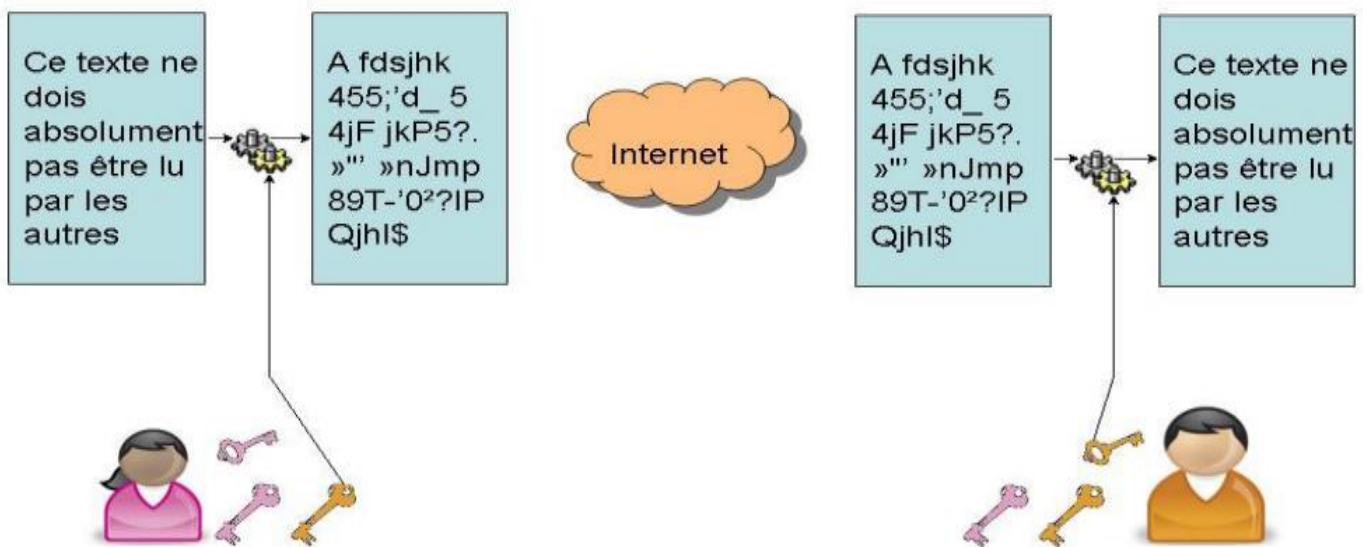 Ce texte ne
dois
absolument
pas être lu
par les
autres
A fdsjhk
455;'d_ 5
4jF jkP5?.
»"' »nJmp
89T-'0²?IP
Qjhl$
Internet
A fdsjhk
455;'d_ 5
4jF jkP5?.
»"' »nJmp
89T-'0²?IP
Qjhl$
Ce texte ne
dois
absolument
pas être lu
par les
autres